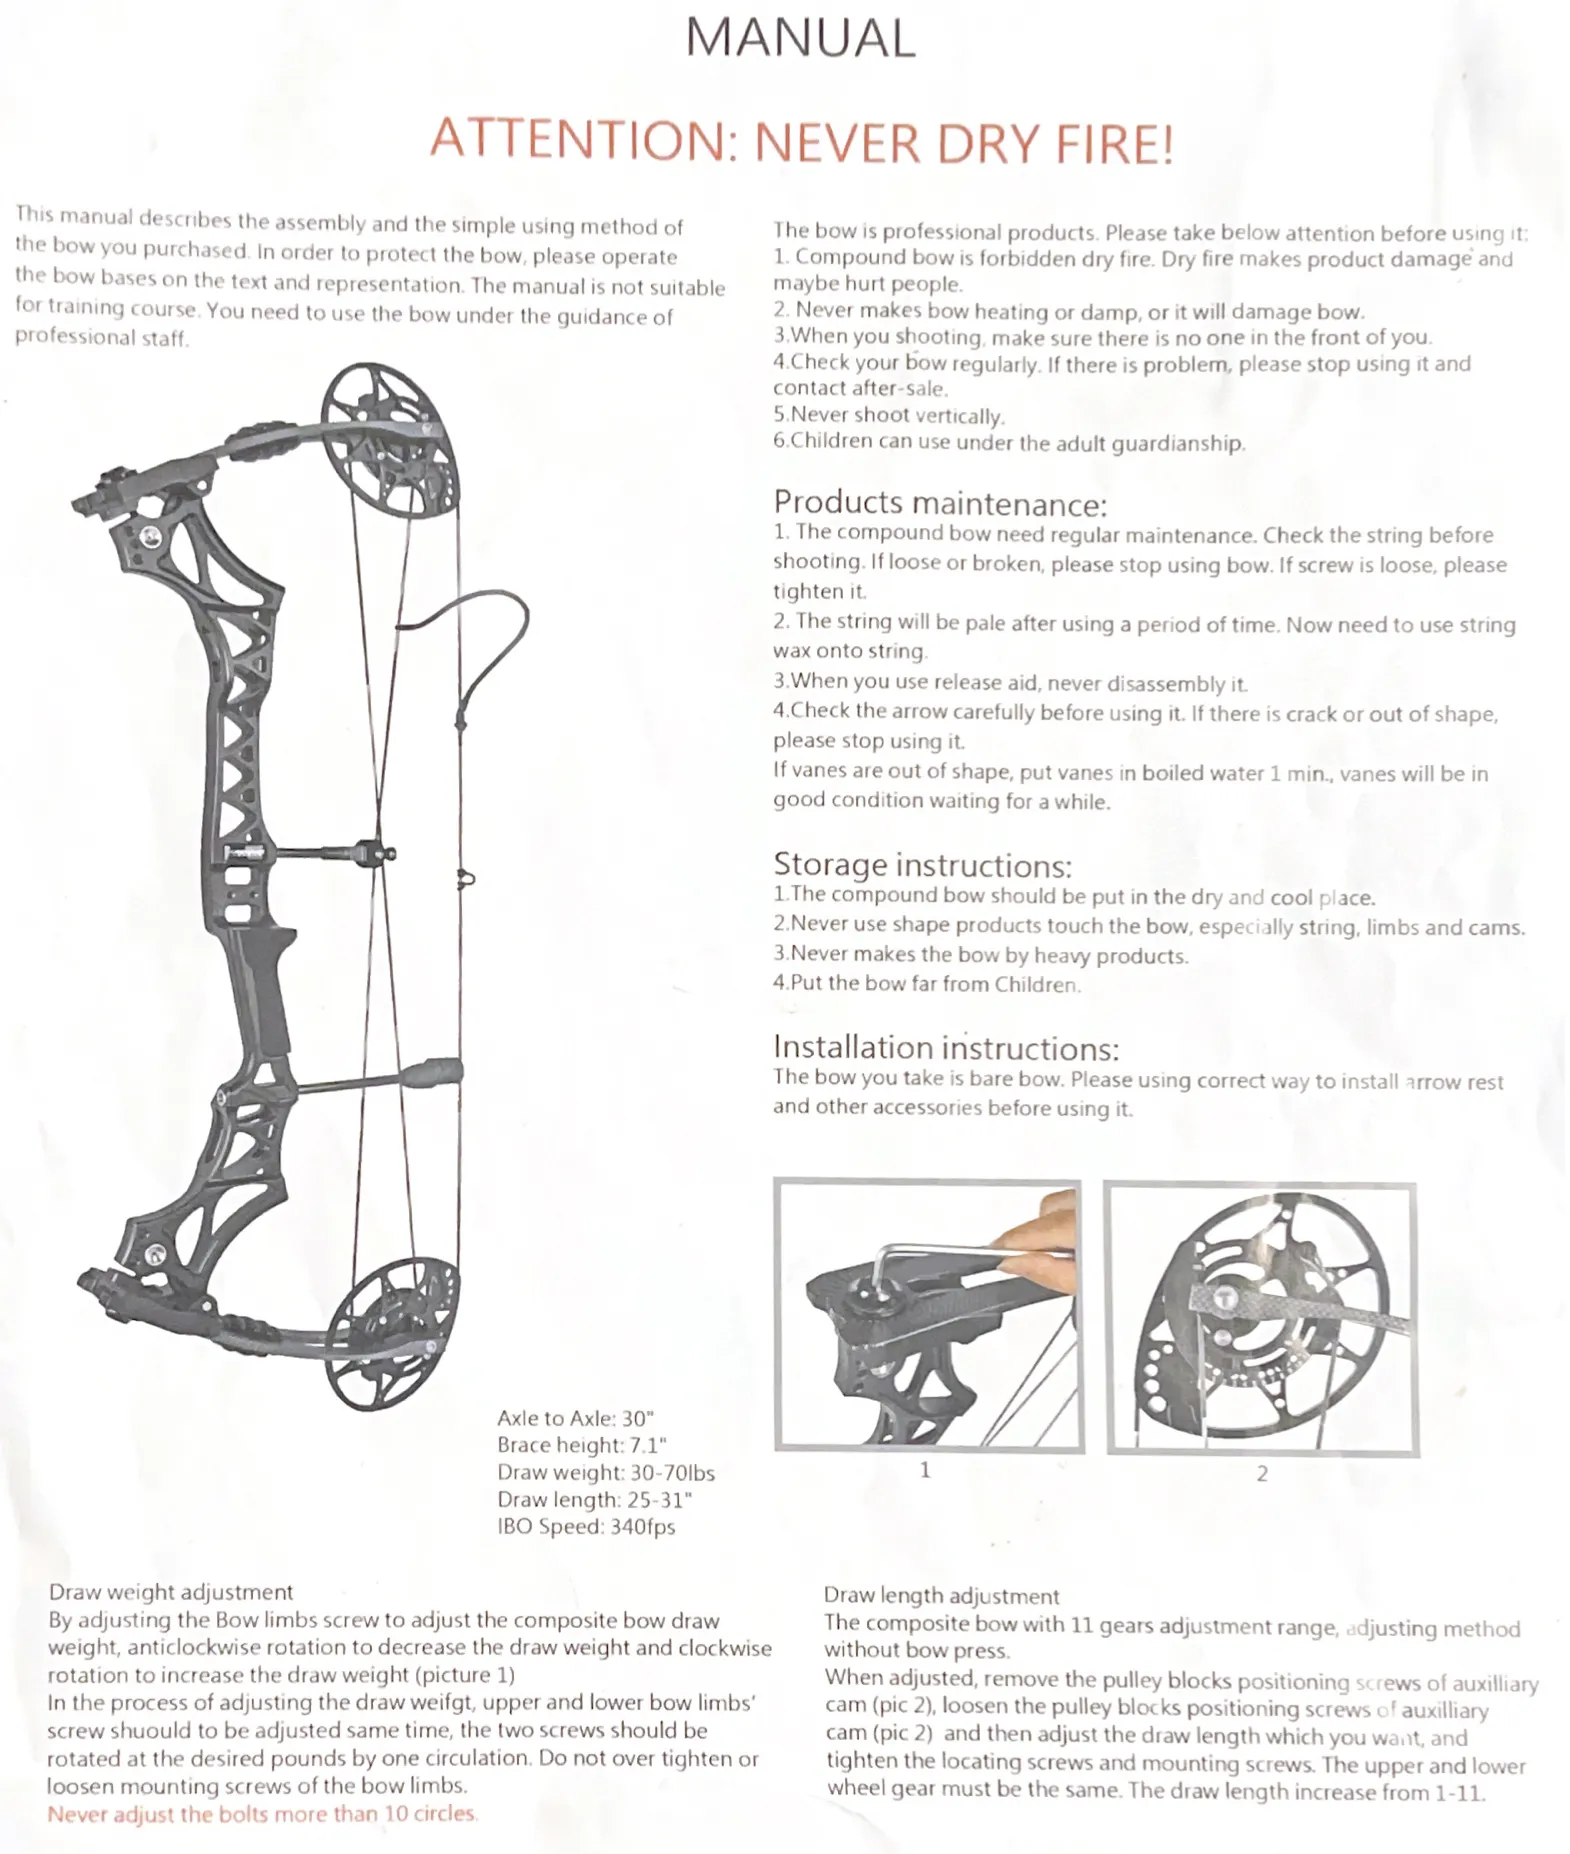 MANUAL
ATTENTION: NEVER DRY FIRE!
This manual describes the assembly and the simple using method of
the bow you purchased. In order to protect the bow, please operate
the bow bases on the text and representation. The manual is not suitable
for training course. You need to use the bow under the guidance of
professional staff.
Axle to Axle: 30"
Brace height: 7.1"
Draw weight: 30-70lbs
Draw length: 25-31"
IBO Speed: 340fps
The bow is professional products. Please take below attention before using it:
1. Compound bow is forbidden dry fire. Dry fire makes product damage and
maybe hurt people.
2. Never makes bow heating or damp, or it will damage bow.
3.When you shooting, make sure there is no one in the front of you.
4.Check your bow regularly. If there is problem, please stop using it and
contact after-sale.
5.Never shoot vertically.
6.Children can use under the adult guardianship.
Products maintenance:
1. The compound bow need regular maintenance. Check the string before
shooting. If loose or broken, please stop using bow. If screw is loose, please
tighten it.
2. The string will be pale after using a period of time. Now need to use string
wax onto string.
3.When you use release aid, never disassembly it.
4.Check the arrow carefully before using it. If there is crack or out of shape,
please stop using it.
If vanes are out of shape, put vanes in boiled water 1 min., vanes will be in
good condition waiting for a while.
Storage instructions:
1.The compound bow should be put in the dry and cool place.
2.Never use shape products touch the bow, especially string, limbs and cams.
3.Never makes the bow by heavy products.
4.Put the bow far from Children.
Installation instructions:
The bow you take is bare bow. Please using correct way to install arrow rest
and other accessories before using it.
1
2
Draw weight adjustment
By adjusting the Bow limbs screw to adjust the composite bow draw
weight, anticlockwise rotation to decrease the draw weight and clockwise
rotation to increase the draw weight (picture 1)
In the process of adjusting the draw weifgt, upper and lower bow limbs'
screw shuould to be adjusted same time, the two screws should be
rotated at the desired pounds by one circulation. Do not over tighten or
loosen mounting screws of the bow limbs.
Never adjust the bolts more than 10 circles.
Draw length adjustment
The composite bow with 11 gears adjustment range, adjusting method
without bow press.
When adjusted, remove the pulley blocks positioning screws of auxilliary
cam (pic 2), loosen the pulley blocks positioning screws of auxilliary
cam (pic 2) and then adjust the draw length which you want, and
tighten the locating screws and mounting screws. The upper and lower
wheel gear must be the same. The draw length increase from 1-11.